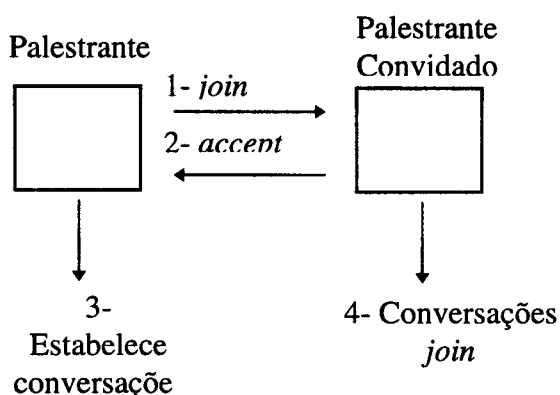 Palestrante
Palestrante
Convidado
1- join
2- accept
3-
Estabelece
conversaçõe
4- Conversações
join